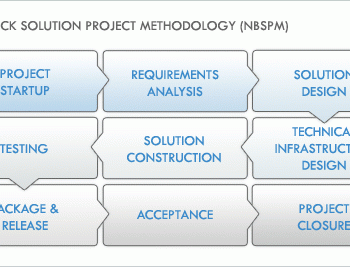 CK SOLUTION PROJECT METHODOLOGY (NBSPM)
PROJECT
STARTUP
REQUIREMENTS
ANALYSIS
SOLUTION
DESIGN
TESTING
SOLUTION
CONSTRUCTION
TECHNICA
INFRASTRUC
DESIGN
ACKAGE &
RELEASE
ACCEPTANCE
PROJECT
CLOSURE